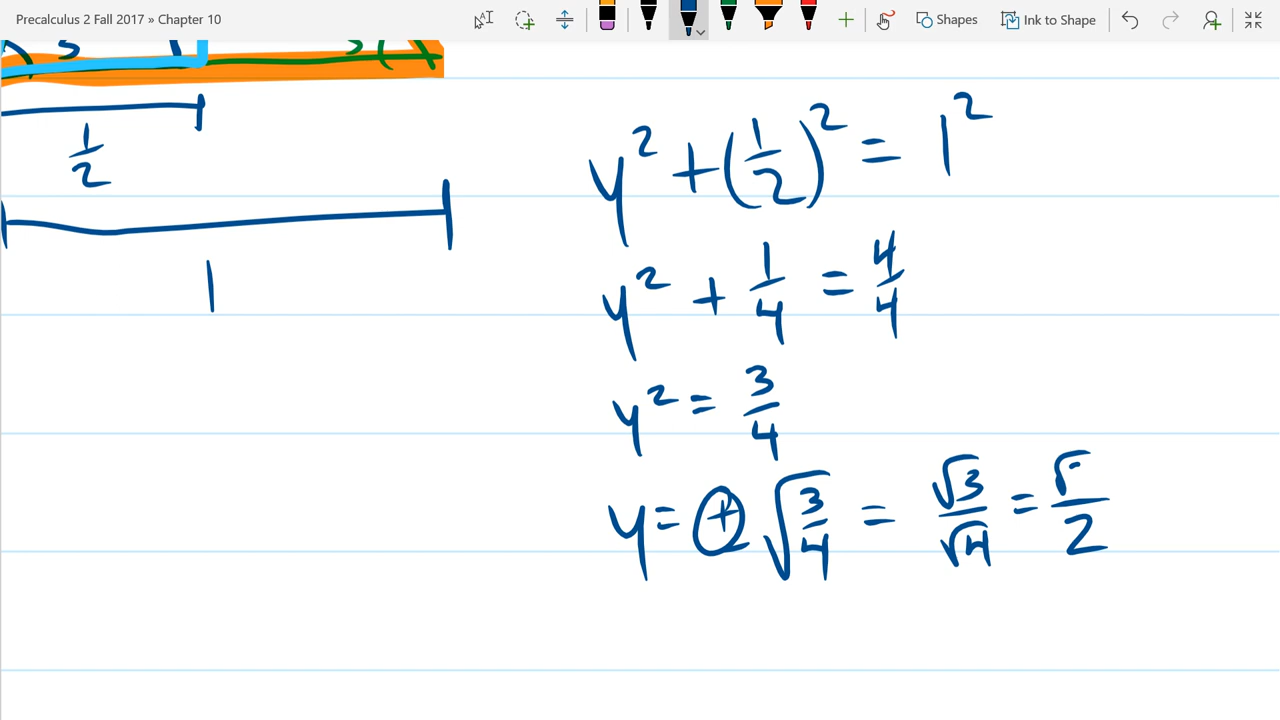 Precalculus 2 Fall 2017 » Chapter 10
Shapes
Ink to Shape
1/2
1
y² + (1/2)² = 1²
y² + 1/4 = 4/4
y² = 3/4
y = ± √(3/4) = √3/√4 = √/2